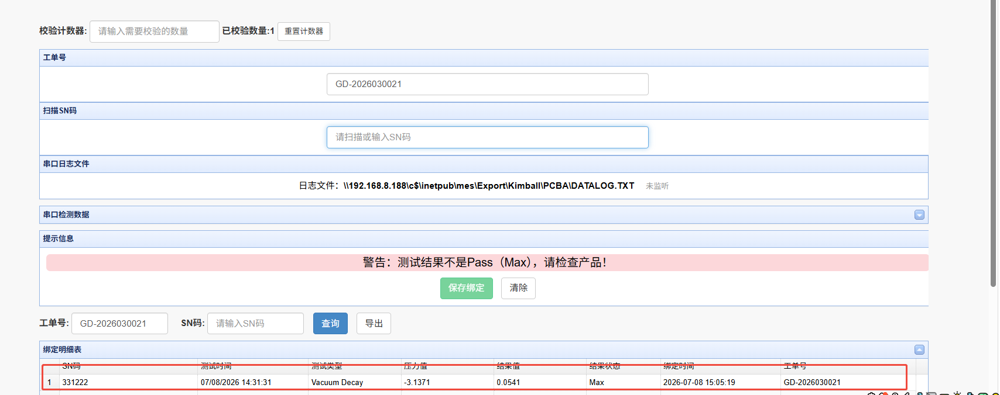 校验计数器: 请输入需要校验的数量 已校验数量:1 重置计数器
工单号
GD-2026030021
扫描SN码
请扫描或输入SN码
串口日志文件
日志文件：\\192.168.8.188\c$\inetpub\mes\Export\Kimball\PCBA\DATALOG.TXT 未监听
串口检测数据
提示信息
警告：测试结果不是Pass（Max），请检查产品！
保存绑定 清除
工单号: GD-2026030021 SN码: 请输入SN码 查询 导出
绑定明细表
SN码 测试时间 测试类型 压力值 结果值 结果状态 绑定时间 工单号
1 331222 07/08/2026 14:31:31 Vacuum Decay -3.1371 0.0541 Max 2026-07-08 15:05:19 GD-2026030021